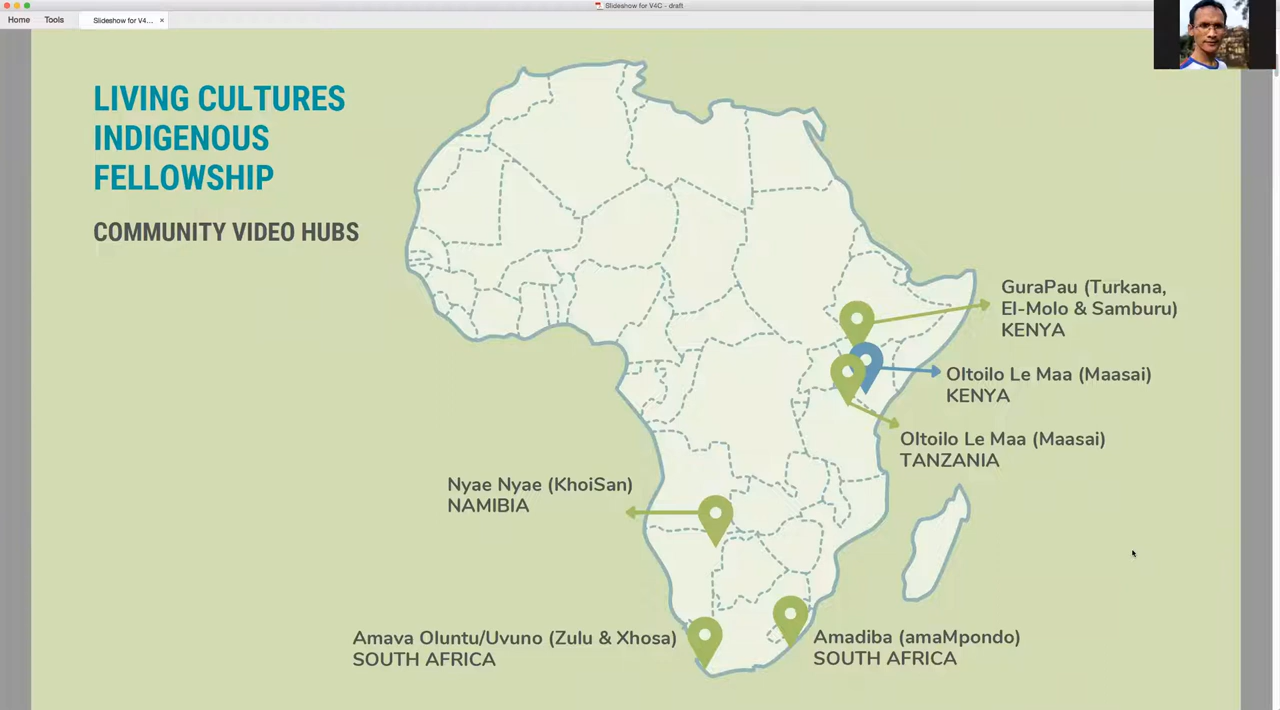 Slideshow for V4C - draft
Home
Tools
Slideshow for V4... ×
LIVING CULTURES
INDIGENOUS
FELLOWSHIP
COMMUNITY VIDEO HUBS
GuraPau (Turkana,
El-Molo & Samburu)
KENYA
Oltoilo Le Maa (Maasai)
KENYA
Oltoilo Le Maa (Maasai)
TANZANIA
Nyae Nyae (KhoiSan)
NAMIBIA
Amava Oluntu/Uvuno (Zulu & Xhosa)
SOUTH AFRICA
Amadiba (amaMpondo)
SOUTH AFRICA